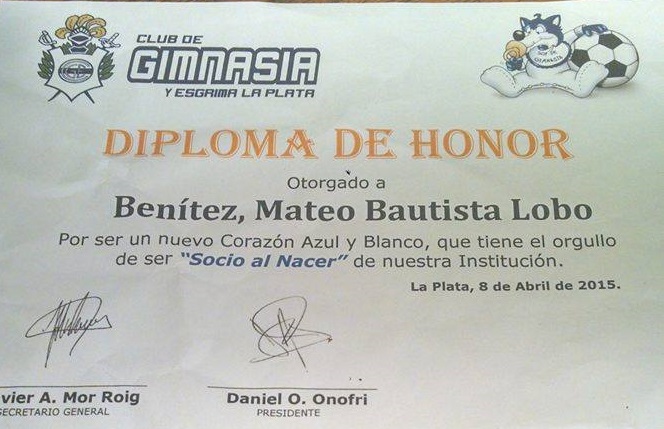 CLUB DE
GIMNASIA
Y ESGRIMA LA PLATA
DIPLOMA DE HONOR
Otorgado a
Benítez, Mateo Bautista Lobo
Por ser un nuevo Corazón Azul y Blanco, que tiene el orgullo
de ser “Socio al Nacer” de nuestra Institución.
La Plata, 8 de Abril de 2015.
vier A. Mor Roig
SECRETARIO GENERAL
Daniel O. Onofri
PRESIDENTE